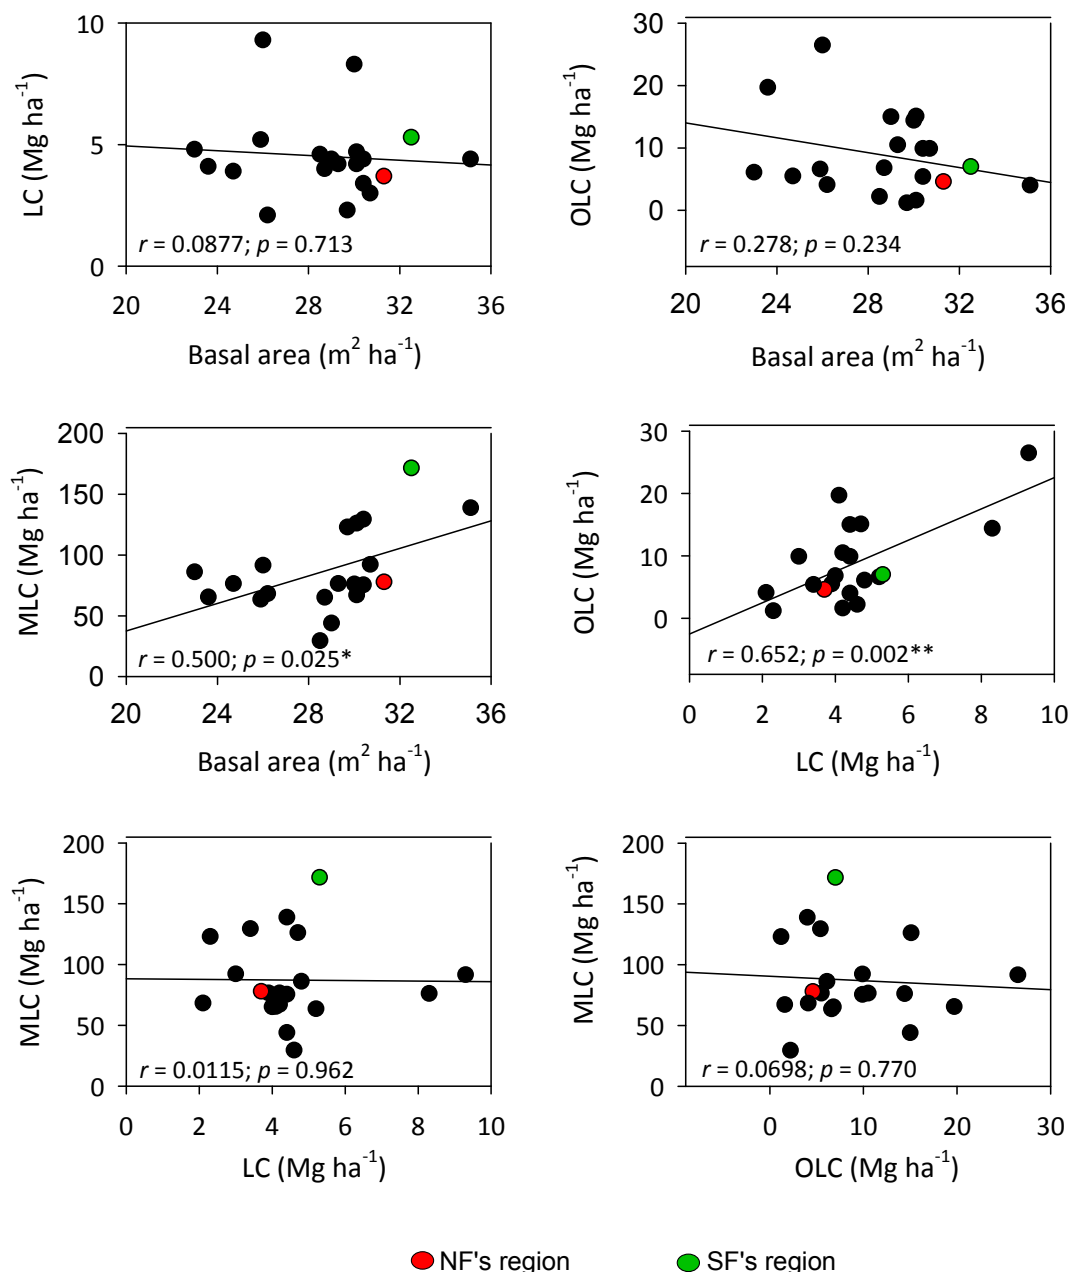 10
5
0
LC (Mg ha⁻¹)
r = 0.0877; p = 0.713
20 24 28 32 36
Basal area (m² ha⁻¹)
30
20
10
0
OLC (Mg ha⁻¹)
r = 0.278; p = 0.234
20 24 28 32 36
Basal area (m² ha⁻¹)
200
150
100
50
0
MLC (Mg ha⁻¹)
r = 0.500; p = 0.025*
20 24 28 32 36
Basal area (m² ha⁻¹)
30
20
10
0
OLC (Mg ha⁻¹)
r = 0.652; p = 0.002**
0 2 4 6 8 10
LC (Mg ha⁻¹)
200
150
100
50
0
MLC (Mg ha⁻¹)
r = 0.0115; p = 0.962
0 2 4 6 8 10
LC (Mg ha⁻¹)
200
150
100
50
0
MLC (Mg ha⁻¹)
r = 0.0698; p = 0.770
0 10 20 30
OLC (Mg ha⁻¹)
NF's region SF's region